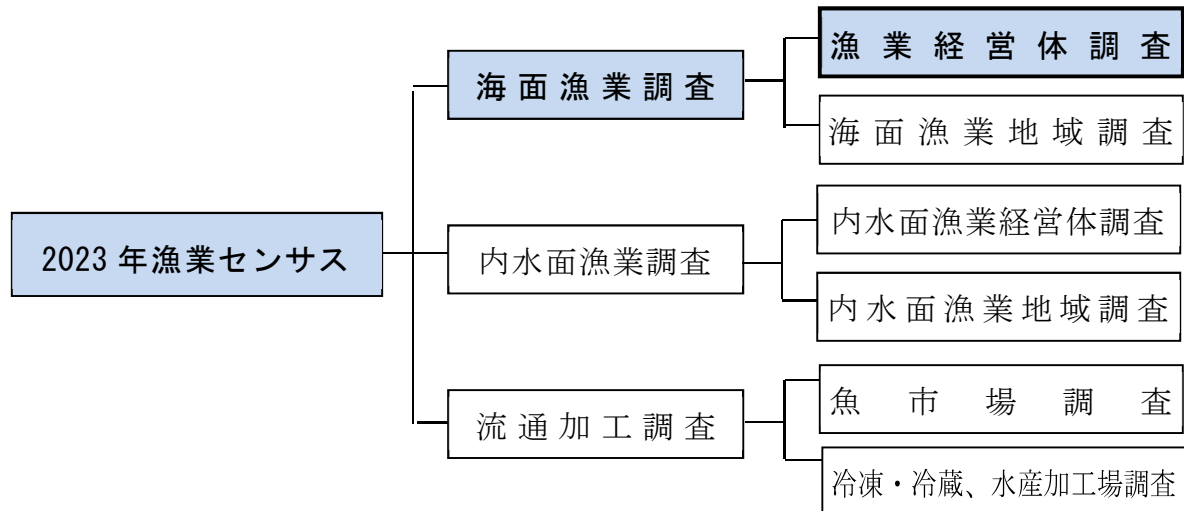 2023年漁業センサス
海面漁業調査
漁業経営体調査
海面漁業地域調査
内水面漁業調査
内水面漁業経営体調査
内水面漁業地域調査
流通加工調査
魚市場調査
冷凍・冷蔵、水産加工場調査